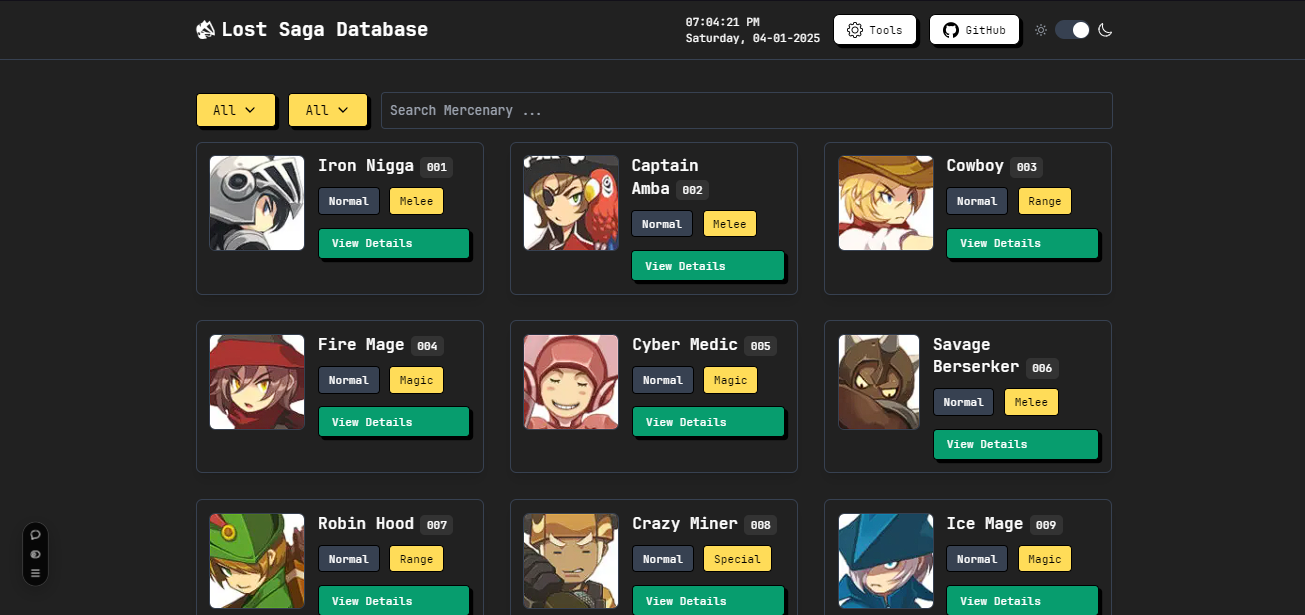 Lost Saga Database
07:04:21 PM
Saturday, 04-01-2025
Tools
GitHub
All
All
Search Mercenary ...
Iron Nigga 001
Normal Melee
View Details
Captain
Amba 002
Normal Melee
View Details
Cowboy 003
Normal Range
View Details
Fire Mage 004
Normal Magic
View Details
Cyber Medic 005
Normal Magic
View Details
Savage
Berserker 006
Normal Melee
View Details
Robin Hood 007
Normal Range
View Details
Crazy Miner 008
Normal Special
View Details
Ice Mage 009
Normal Magic
View Details